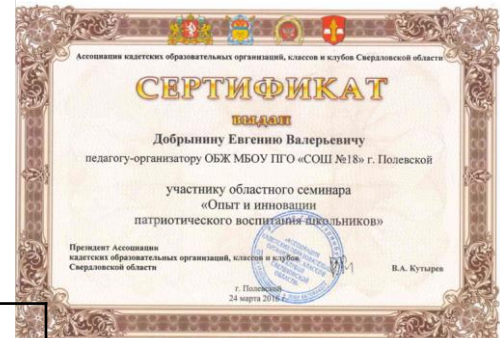 Ассоциация кадетских образовательных организаций, классов и клубов Свердловской области
СЕРТИФИКАТ
выдан
Добрынину Евгению Валерьевичу
педагогу-организатору ОБЖ МБОУ ПГО «СОШ №18» г. Полевской
участнику областного семинара
«Опыт и инновации
патриотического воспитания школьников»
Президент Ассоциации
кадетских образовательных организаций, классов и клубов
Свердловской области
В.А. Кутырев
г. Полевской
24 марта 2016 г.